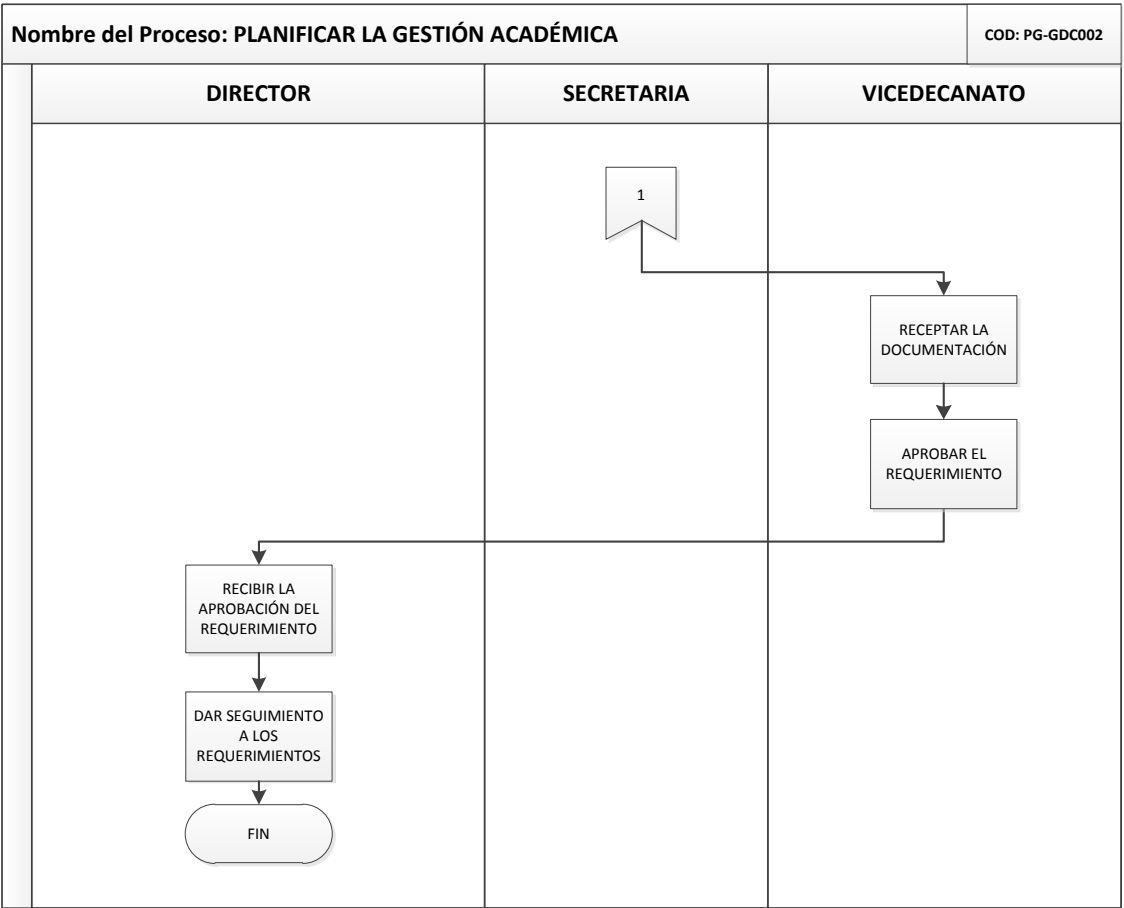 Nombre del Proceso: PLANIFICAR LA GESTIÓN ACADÉMICA
COD: PG-GDC002
DIRECTOR
SECRETARIA
VICEDECANATO
1
RECEPTAR LA
DOCUMENTACIÓN
APROBAR EL
REQUERIMIENTO
RECIBIR LA
APROBACIÓN DEL
REQUERIMIENTO
DAR SEGUIMIENTO
A LOS
REQUERIMIENTOS
FIN